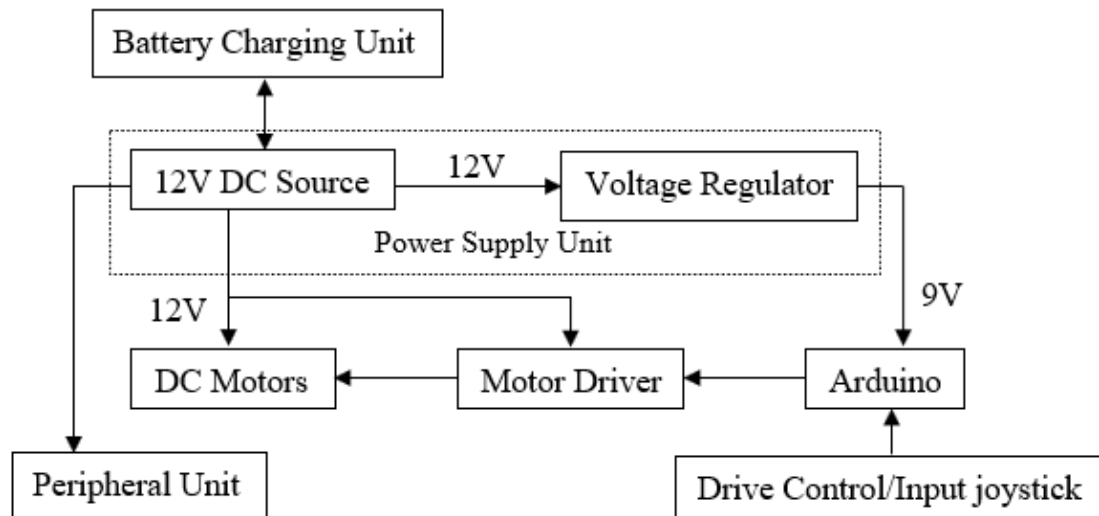 Battery Charging Unit
12V DC Source
12V
Voltage Regulator
Power Supply Unit
12V
9V
DC Motors
Motor Driver
Arduino
Peripheral Unit
Drive Control/Input joystick